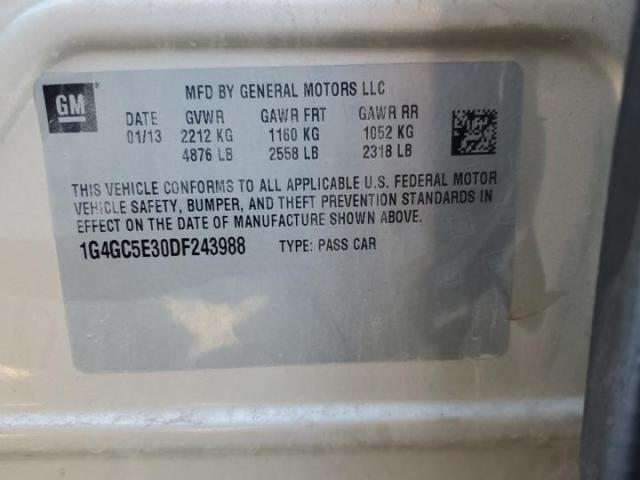 GM
MFD BY GENERAL MOTORS LLC
DATE GVWR GAWR FRT GAWR RR
01/13 2212 KG 1160 KG 1052 KG
4876 LB 2558 LB 2318 LB
THIS VEHICLE CONFORMS TO ALL APPLICABLE U.S. FEDERAL MOTOR
VEHICLE SAFETY, BUMPER, AND THEFT PREVENTION STANDARDS IN
EFFECT ON THE DATE OF MANUFACTURE SHOWN ABOVE.
1G4GC5E30DF243988 TYPE: PASS CAR